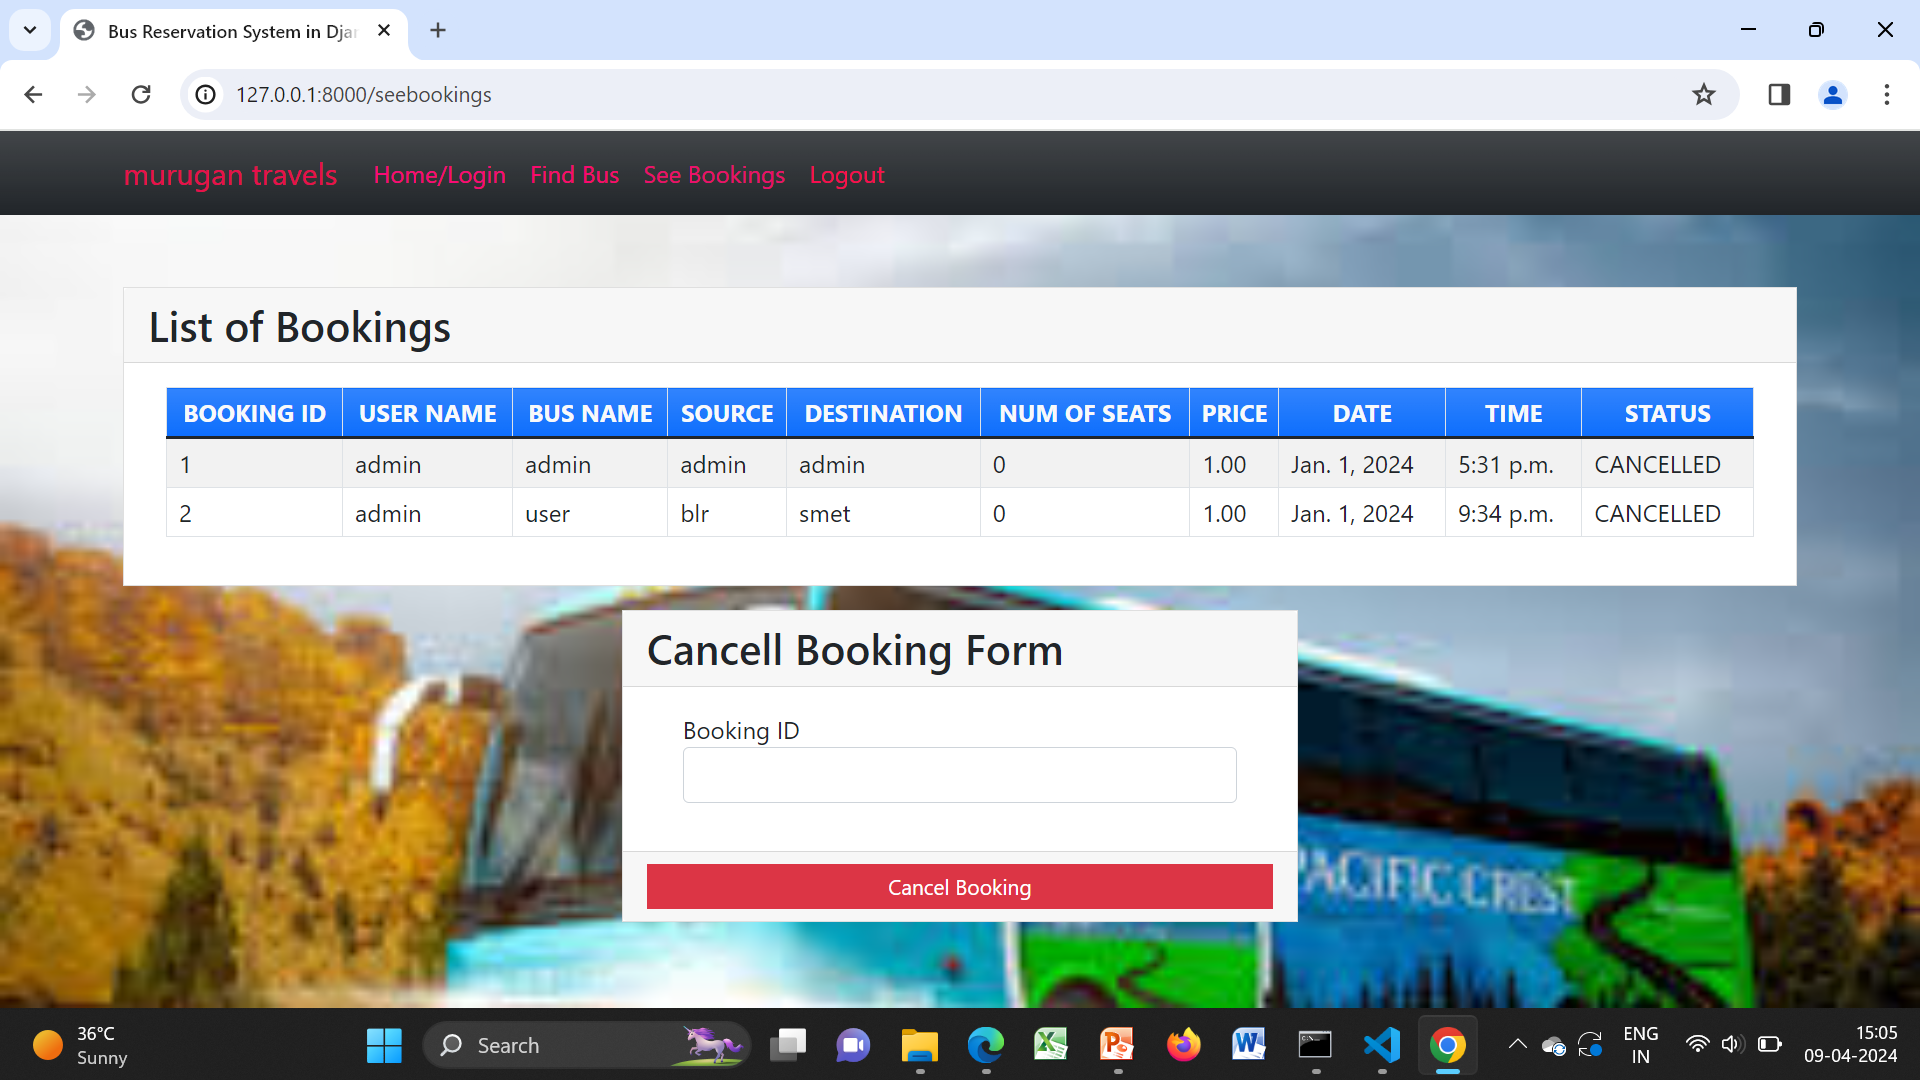 Bus Reservation System in Djan
127.0.0.1:8000/seebookings
murugan travels Home/Login Find Bus See Bookings Logout
List of Bookings
BOOKING ID USER NAME BUS NAME SOURCE DESTINATION NUM OF SEATS PRICE DATE TIME STATUS
1 admin admin admin admin 0 1.00 Jan. 1, 2024 5:31 p.m. CANCELLED
2 admin user blr smet 0 1.00 Jan. 1, 2024 9:34 p.m. CANCELLED
Cancell Booking Form
Booking ID
Cancel Booking
PACIFIC CREST
36°C
Sunny
Search
ENG
IN
15:05
09-04-2024